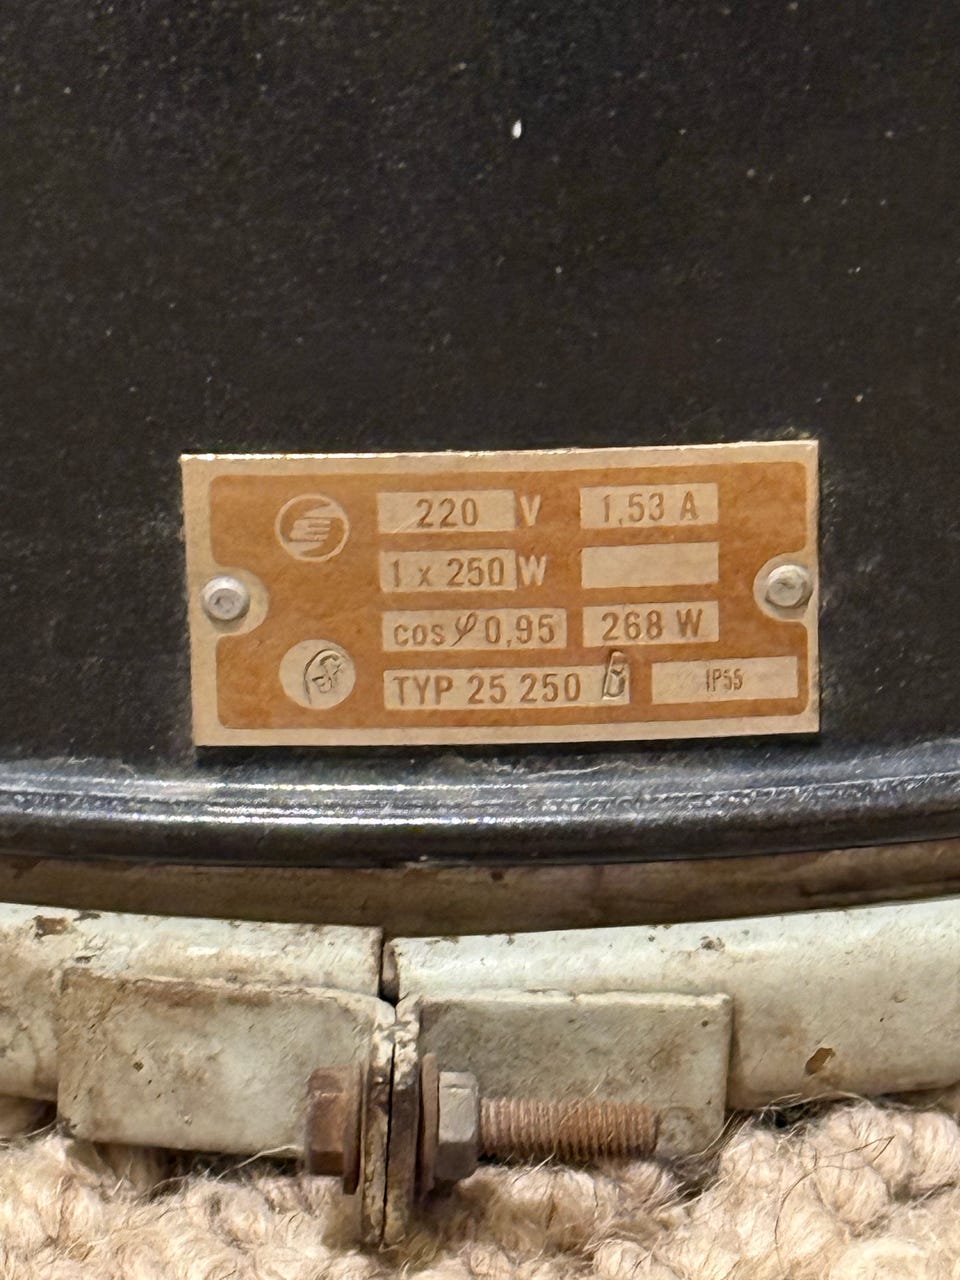 220 V 1,53 A
1 x 250 W
cos φ 0,95 268 W
TYP 25 250 IP55